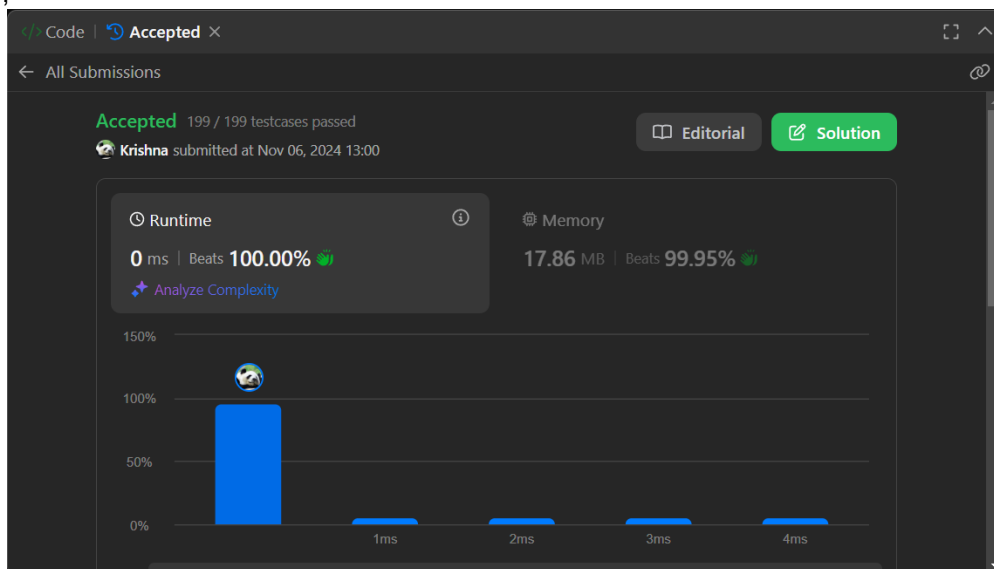 </> Code | Accepted ×
← All Submissions
Accepted 199 / 199 testcases passed
Editorial
Solution
Krishna submitted at Nov 06, 2024 13:00
Runtime
0 ms | Beats 100.00%
Analyze Complexity
Memory
17.86 MB | Beats 99.95%
150%
100%
50%
0%
1ms 2ms 3ms 4ms